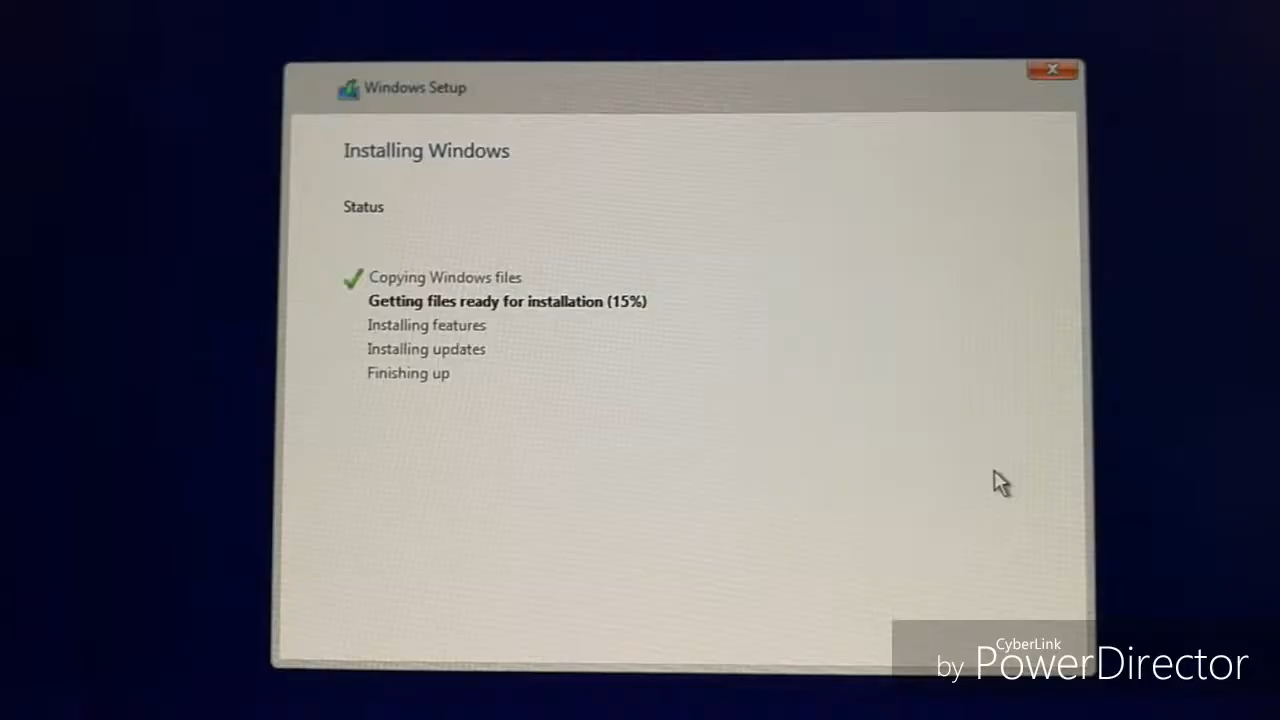 Windows Setup
Installing Windows
Status
Copying Windows files
Getting files ready for installation (15%)
Installing features
Installing updates
Finishing up
CyberLink
by PowerDirector